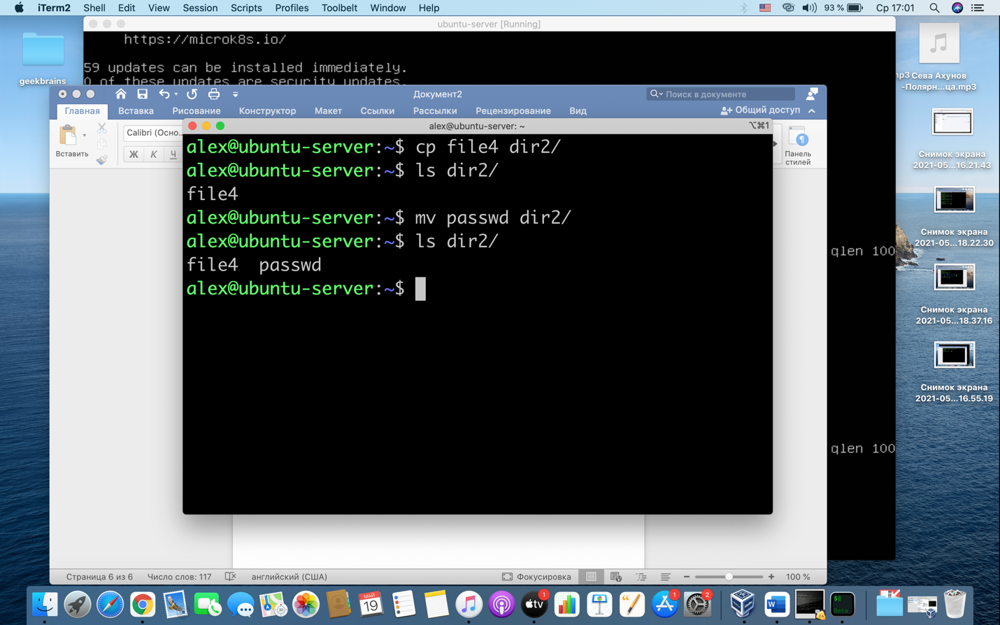 iTerm2 Shell Edit View Session Scripts Profiles Toolbelt Window Help 93 % Ср 17:01
ubuntu-server [Running]
https://microk8s.io/
59 updates can be installed immediately.
0 of these updates are security updates.
geekbrains
Документ2
Поиск в документе
Главная Вставка Рисование Конструктор Макет Ссылки Рассылки Рецензирование Вид Общий доступ
Вставить
Calibri (Осно...
Ж К Ч
Панель
стилей
alex@ubuntu-server: ~
⌥⌘1
alex@ubuntu-server:~$ cp file4 dir2/
alex@ubuntu-server:~$ ls dir2/
file4
alex@ubuntu-server:~$ mv passwd dir2/
alex@ubuntu-server:~$ ls dir2/
file4 passwd
alex@ubuntu-server:~$
qlen 100
qlen 100
Сева Ахунов
-Полярн...ца.mp3
Снимок экрана
2021-05...16.21.43
Снимок экрана
2021-05...18.22.30
Снимок экрана
2021-05...18.37.16
Снимок экрана
2021-05...16.55.19
Страница 6 из 6 Число слов: 117 английский (США) Фокусировка 100 %
МАЙ
19
tv
1
1
2